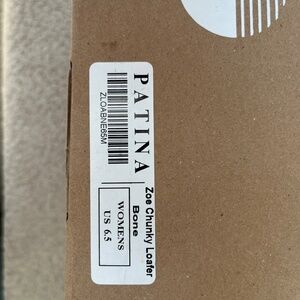 PATINA
ZLOABNE65M
Zoe Chunky Loafer
Bone
WOMENS
US 6.5